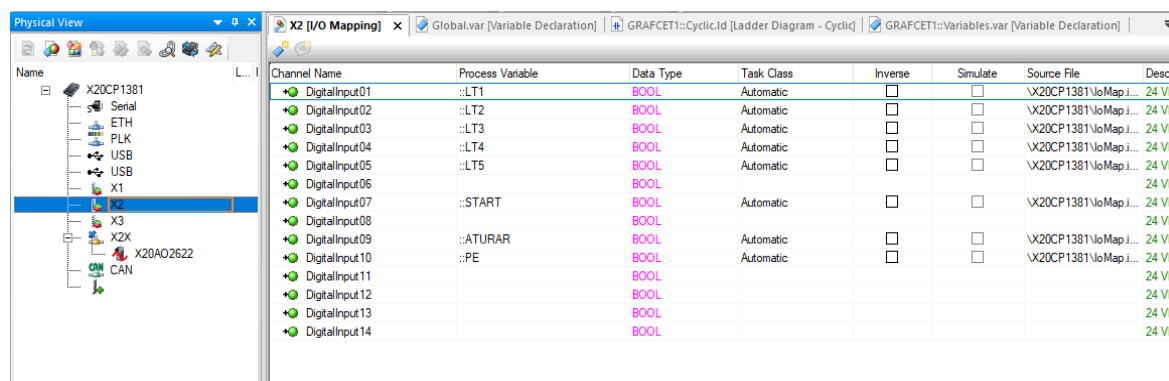 Physical View
X2 [I/O Mapping] Global.var [Variable Declaration] GRAFCET1::Cyclic.ld [Ladder Diagram - Cyclic] GRAFCET1::Variables.var [Variable Declaration]
Name L...
X20CP1381
Serial
ETH
PLK
USB
USB
X1
X2
X3
X2X
X20AO2622
CAN
Channel Name Process Variable Data Type Task Class Inverse Simulate Source File Desc
DigitalInput01 ::LT1 BOOL Automatic \X20CP1381\IoMap.i... 24 V
DigitalInput02 ::LT2 BOOL Automatic \X20CP1381\IoMap.i... 24 V
DigitalInput03 ::LT3 BOOL Automatic \X20CP1381\IoMap.i... 24 V
DigitalInput04 ::LT4 BOOL Automatic \X20CP1381\IoMap.i... 24 V
DigitalInput05 ::LT5 BOOL Automatic \X20CP1381\IoMap.i... 24 V
DigitalInput06 BOOL 24 V
DigitalInput07 ::START BOOL Automatic \X20CP1381\IoMap.i... 24 V
DigitalInput08 BOOL 24 V
DigitalInput09 ::ATURAR BOOL Automatic \X20CP1381\IoMap.i... 24 V
DigitalInput10 ::PE BOOL Automatic \X20CP1381\IoMap.i... 24 V
DigitalInput11 BOOL 24 V
DigitalInput12 BOOL 24 V
DigitalInput13 BOOL 24 V
DigitalInput14 BOOL 24 V